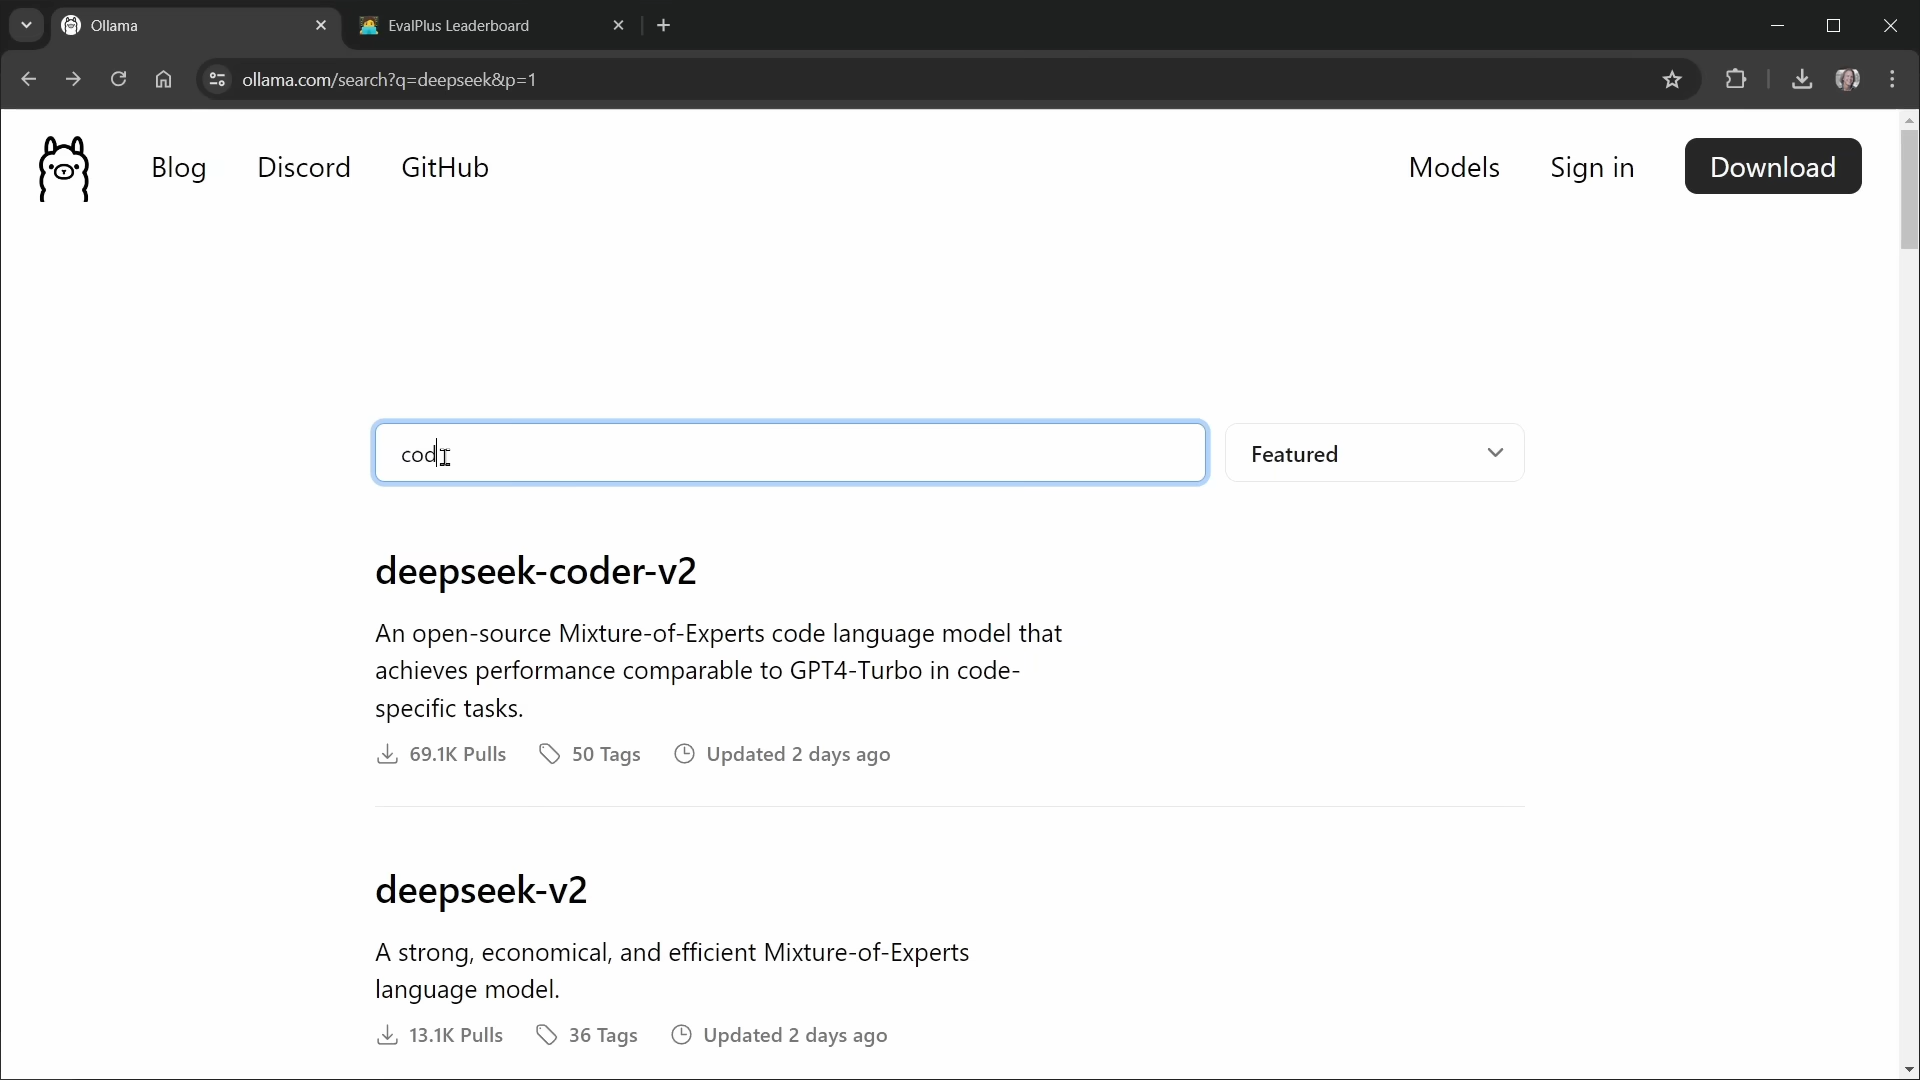 Ollama
EvalPlus Leaderboard
ollama.com/search?q=deepseek&p=1
Blog
Discord
GitHub
Models
Sign in
Download
cod
Featured
deepseek-coder-v2
An open-source Mixture-of-Experts code language model that
achieves performance comparable to GPT4-Turbo in code-
specific tasks.
69.1K Pulls
50 Tags
Updated 2 days ago
deepseek-v2
A strong, economical, and efficient Mixture-of-Experts
language model.
13.1K Pulls
36 Tags
Updated 2 days ago